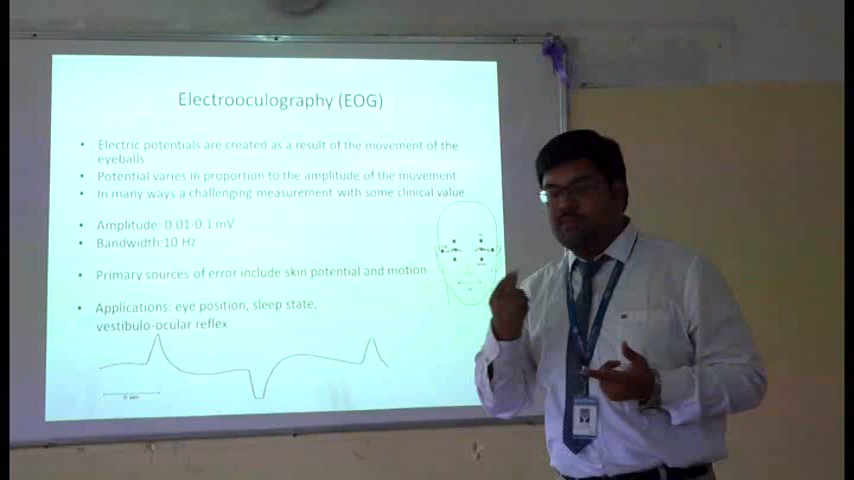 Electrooculography (EOG)
• Electric potentials are created as a result of the movement of the
eyeballs
• Potential varies in proportion to the amplitude of the movement
• In many ways a challenging measurement with some clinical value
• Amplitude: 0.01-0.1 mV
• Bandwidth:10 Hz
• Primary sources of error include skin potential and motion
• Applications: eye position, sleep state,
vestibulo-ocular reflex